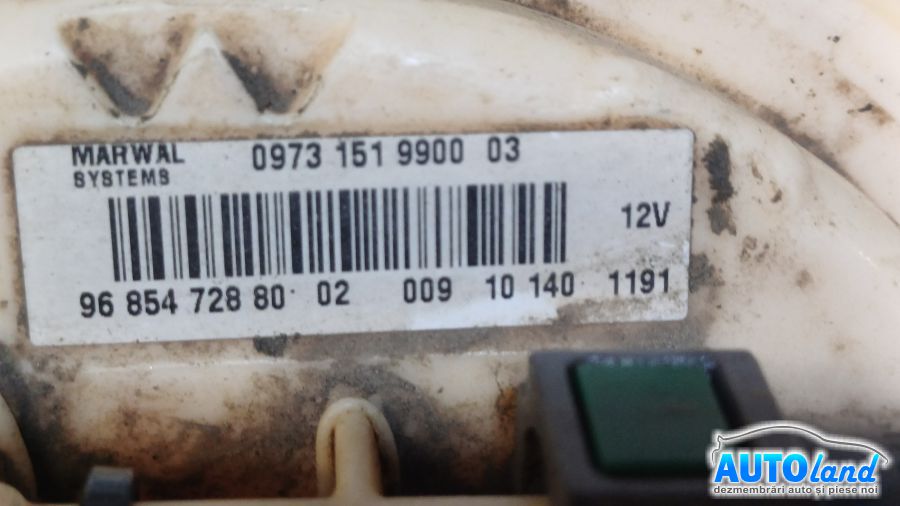 MARWAL 0973 151 9900 03
SYSTEMS
12V
96 854 728 80 02 009 10 140 1191
AUTOland
dezmembrări auto și piese noi